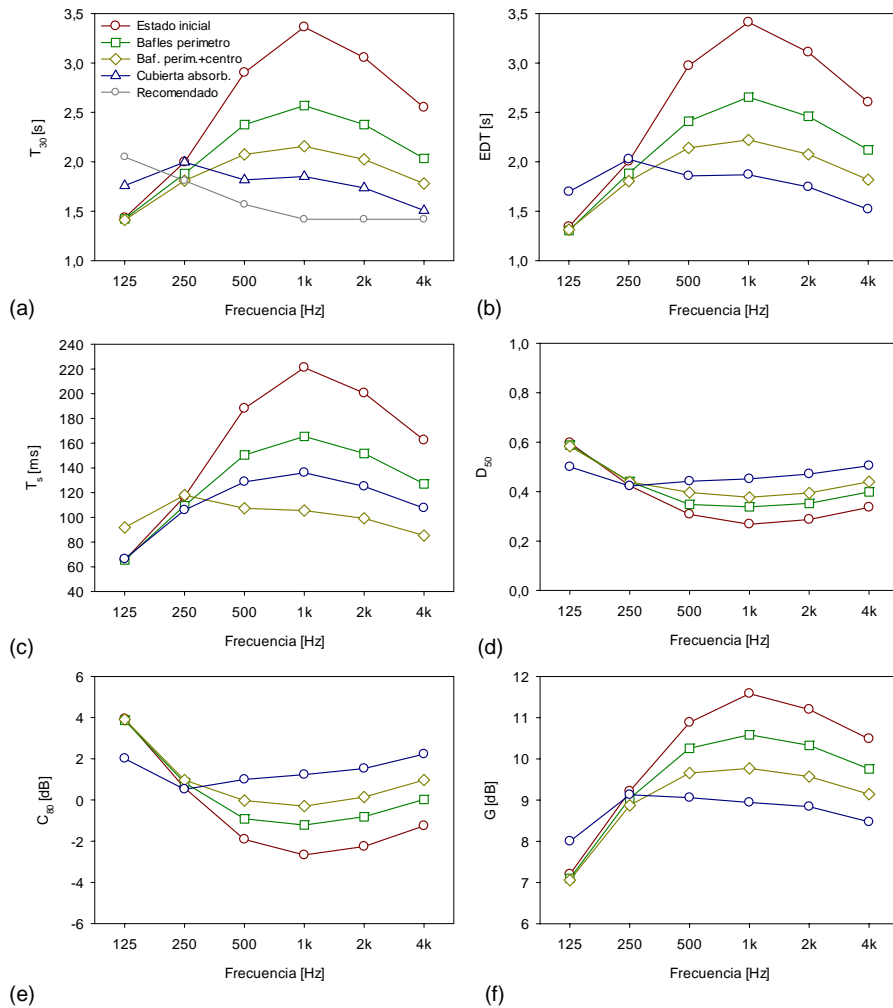 3,5
3,0
2,5
2,0
1,5
1,0
T30 [s]
Estado inicial
Bafles perimetro
Baf. perim.+centro
Cubierta absorb.
Recomendado
125 250 500 1k 2k 4k
Frecuencia [Hz]
(a)
3,5
3,0
2,5
2,0
1,5
1,0
EDT [s]
125 250 500 1k 2k 4k
Frecuencia [Hz]
(b)
240
220
200
180
160
140
120
100
80
60
40
Ts [ms]
125 250 500 1k 2k 4k
Frecuencia [Hz]
(c)
1,0
0,8
0,6
0,4
0,2
0,0
D50
125 250 500 1k 2k 4k
Frecuencia [Hz]
(d)
6
4
2
0
-2
-4
-6
C80 [dB]
125 250 500 1k 2k 4k
Frecuencia [Hz]
(e)
12
11
10
9
8
7
6
G [dB]
125 250 500 1k 2k 4k
Frecuencia [Hz]
(f)